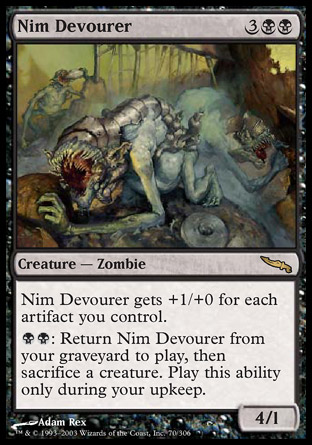 Nim Devourer 3
Creature — Zombie
Nim Devourer gets +1/+0 for each
artifact you control.
: Return Nim Devourer from
your graveyard to play, then
sacrifice a creature. Play this ability
only during your upkeep.
Adam Rex
™ & © 1993–2003 Wizards of the Coast, Inc. 70/306
4/1